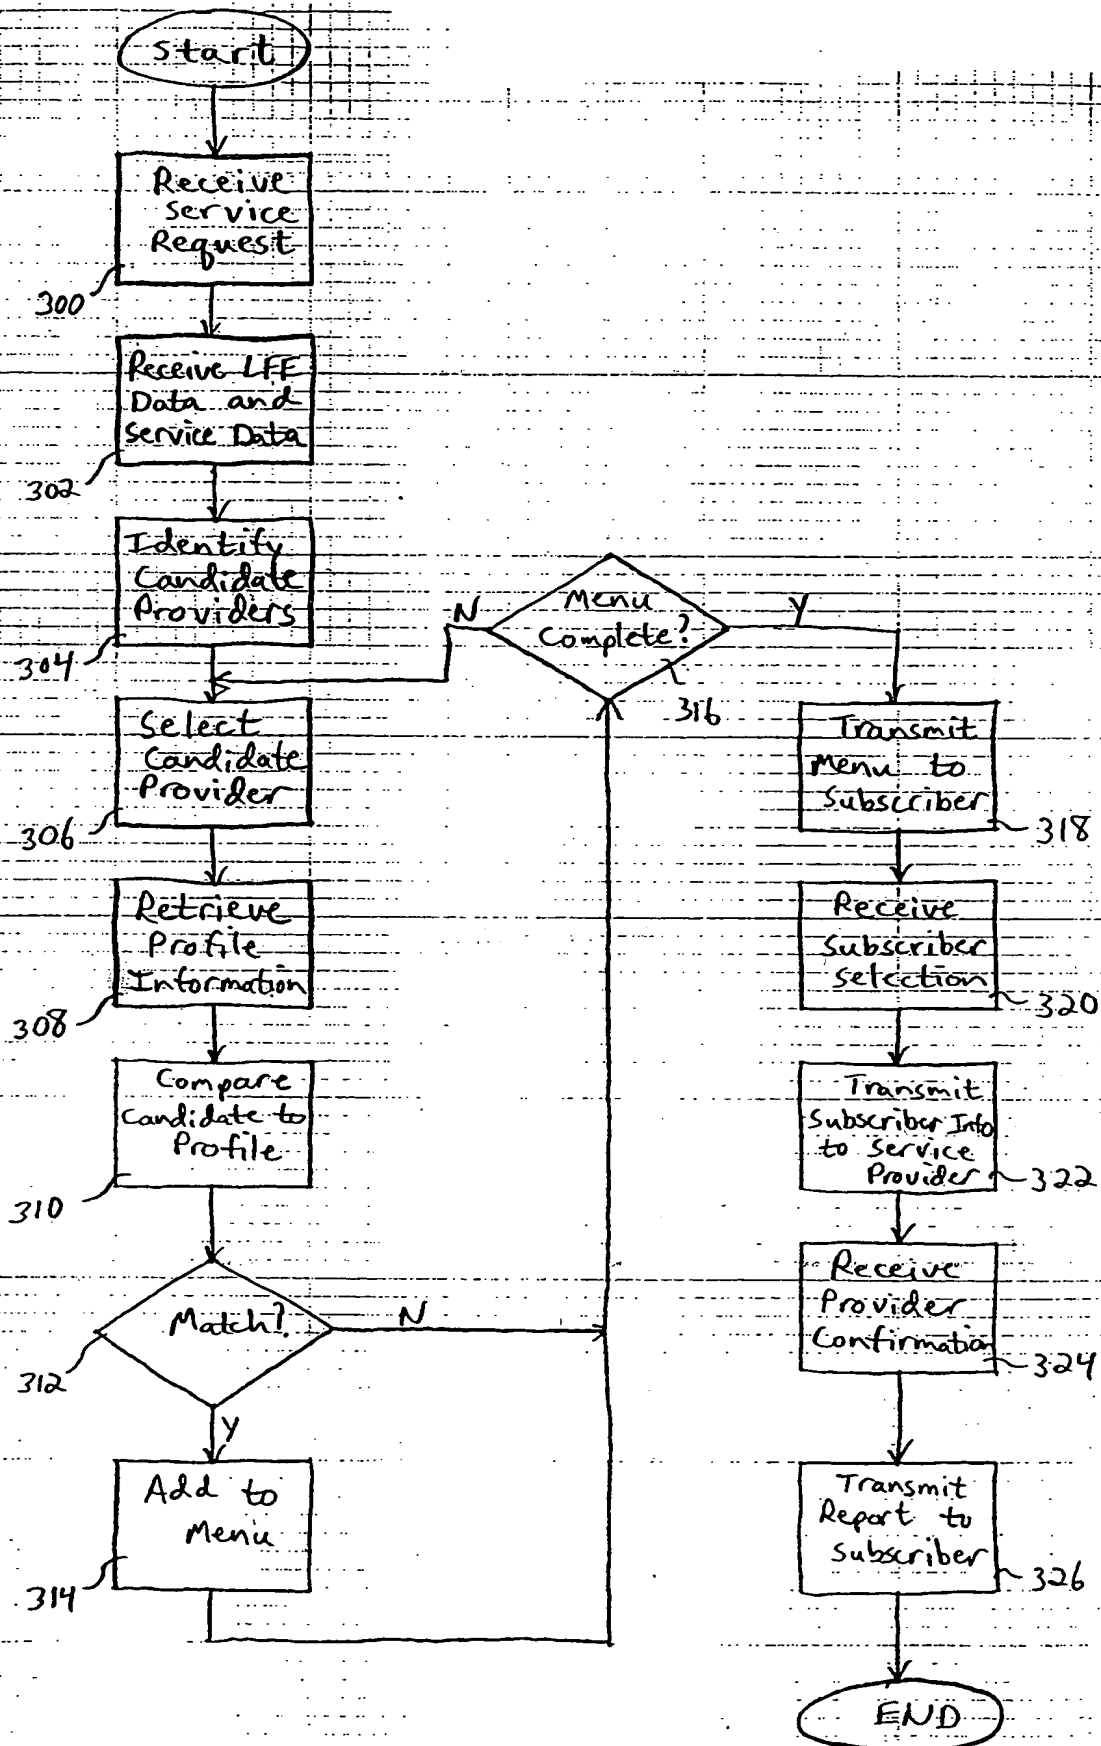 Start
Receive
Service
Request
300
Receive LFE
Data and
Service Data
302
Identify
Candidate
Providers
304
Select
Candidate
Provider
306
Retrieve
Profile
Information
308
Compare
Candidate to
Profile
310
Match?
N
312
Y
Add to
Menu
314
N
Menu
Complete?
Y
316
Transmit
Menu to
Subscriber
318
Receive
Subscriber
Selection
320
Transmit
Subscriber Info
to Service
Provider
322
Receive
Provider
Confirmation
324
Transmit
Report to
Subscriber
326
END